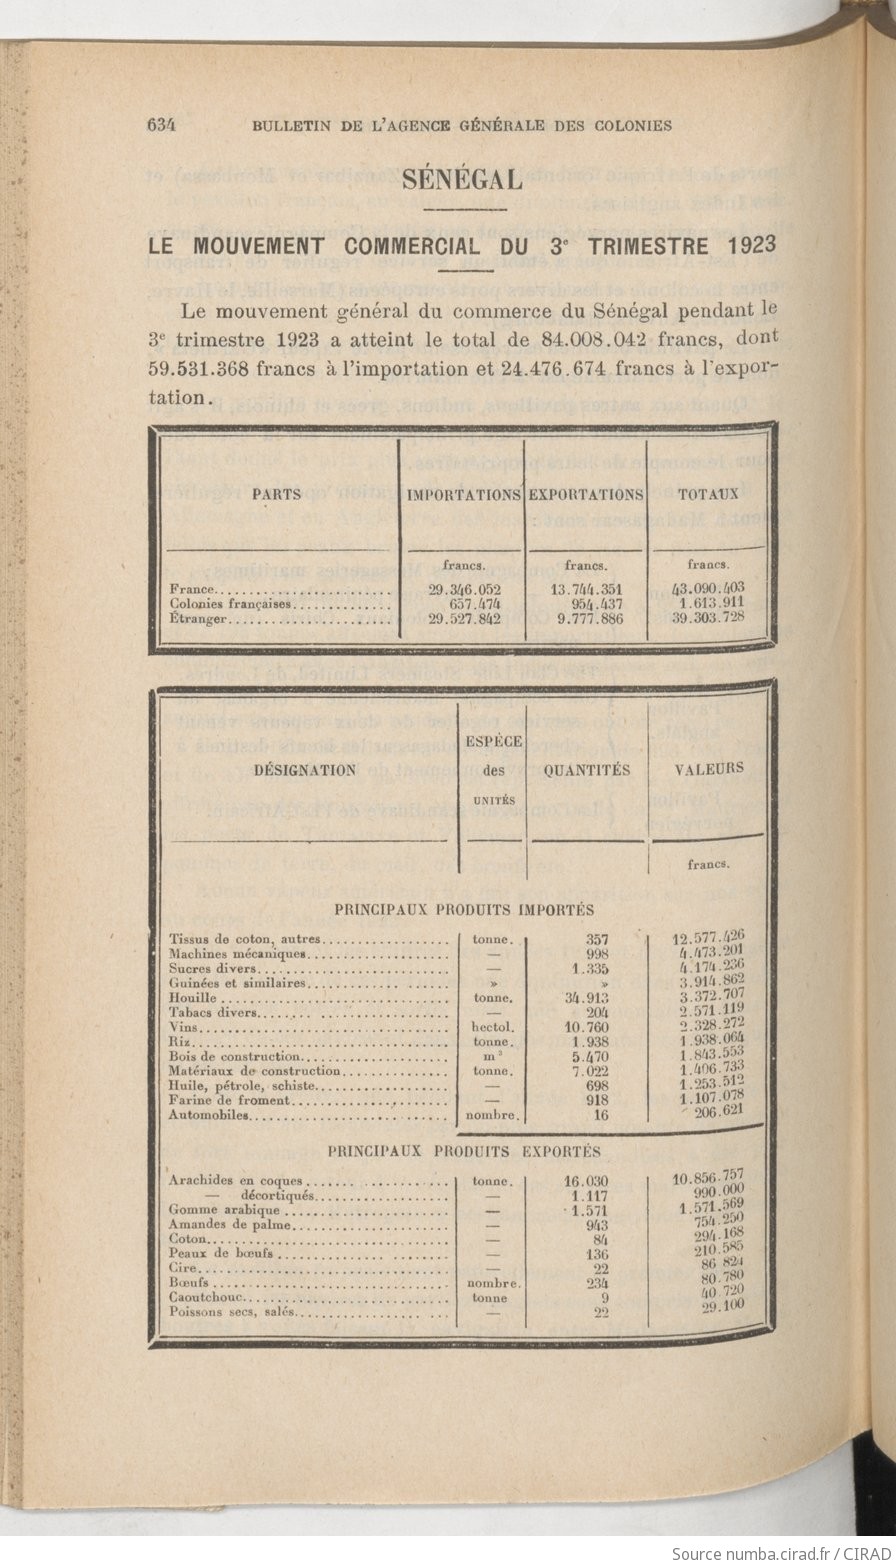 634 BULLETIN DE L'AGENCE GÉNÉRALE DES COLONIES
SÉNÉGAL
LE MOUVEMENT COMMERCIAL DU 3e TRIMESTRE 1923
Le mouvement général du commerce du Sénégal pendant le
3e trimestre 1923 a atteint le total de 84.008.042 francs, dont
59.531.368 francs à l'importation et 24.476.674 francs à l'expor-
tation.
PARTS IMPORTATIONS EXPORTATIONS TOTAUX
francs. francs. francs.
France......................... 29.346.052 13.744.351 43.090.403
Colonies françaises.............. 657.474 954.437 1.613.911
Étranger....................... 29.527.842 9.777.886 39.303.728
DÉSIGNATION ESPÈCE des UNITÉS QUANTITÉS VALEURS
francs.
PRINCIPAUX PRODUITS IMPORTÉS
Tissus de coton, autres.................. tonne. 357 12.577.426
Machines mécaniques.................... — 998 4.473.201
Sucres divers........................... — 1.335 4.174.236
Guinées et similaires.................... » » 3.914.862
Houille ................................ tonne. 34.913 3.372.707
Tabacs divers........................... — 204 2.571.119
Vins................................... hectol. 10.760 2.328.272
Riz.................................... tonne. 1.938 1.938.064
Bois de construction..................... m³ 5.470 1.843.553
Matériaux de construction............... tonne. 7.022 1.406.733
Huile, pétrole, schiste................... — 698 1.253.512
Farine de froment....................... — 918 1.107.078
Automobiles............................ nombre. 16 206.621
PRINCIPAUX PRODUITS EXPORTÉS
Arachides en coques .................... tonne. 16.030 10.856.757
— décortiqués................... — 1.117 990.000
Gomme arabique ....................... — 1.571 1.571.569
Amandes de palme...................... — 943 754.250
Coton.................................. — 84 294.168
Peaux de bœufs ........................ — 136 210.585
Cire................................... — 22 86 824
Bœufs ................................. nombre. 234 80.780
Caoutchouc............................. tonne 9 40.720
Poissons secs, salés...................... — 22 29.100
Source numba.cirad.fr / CIRAD